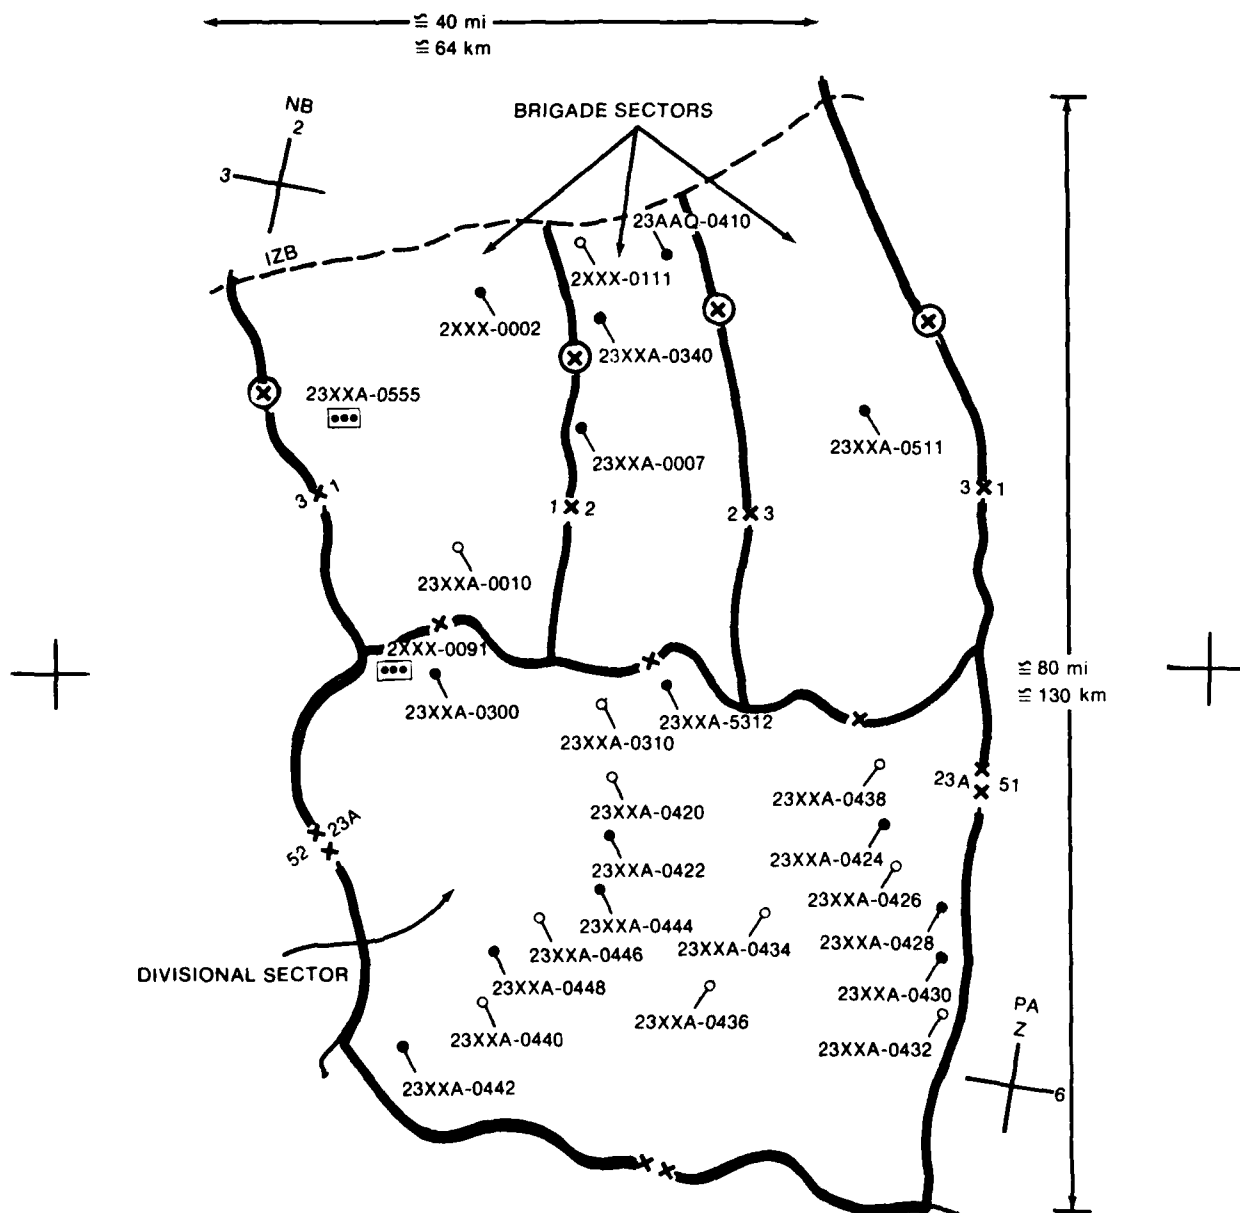 ≦ 40 mi
≦ 64 km
NB
2
3
BRIGADE SECTORS
IZB
23AAQ-0410
2XXX-0111
2XXX-0002
23XXA-0340
23XXA-0555
23XXA-0007
23XXA-0511
3 X 1
1 X 2
2 X 3
3 X 1
23XXA-0010
2XXX-0091
23XXA-0300
23XXA-5312
23XXA-0310
≦ 80 mi
≦ 130 km
23A
51
23XXA-0438
23XXA-0420
52
23A
23XXA-0424
23XXA-0422
23XXA-0426
23XXA-0444
23XXA-0446
23XXA-0434
23XXA-0428
DIVISIONAL SECTOR
23XXA-0448
23XXA-0430
23XXA-0436
23XXA-0440
23XXA-0432
PA
Z
6
23XXA-0442